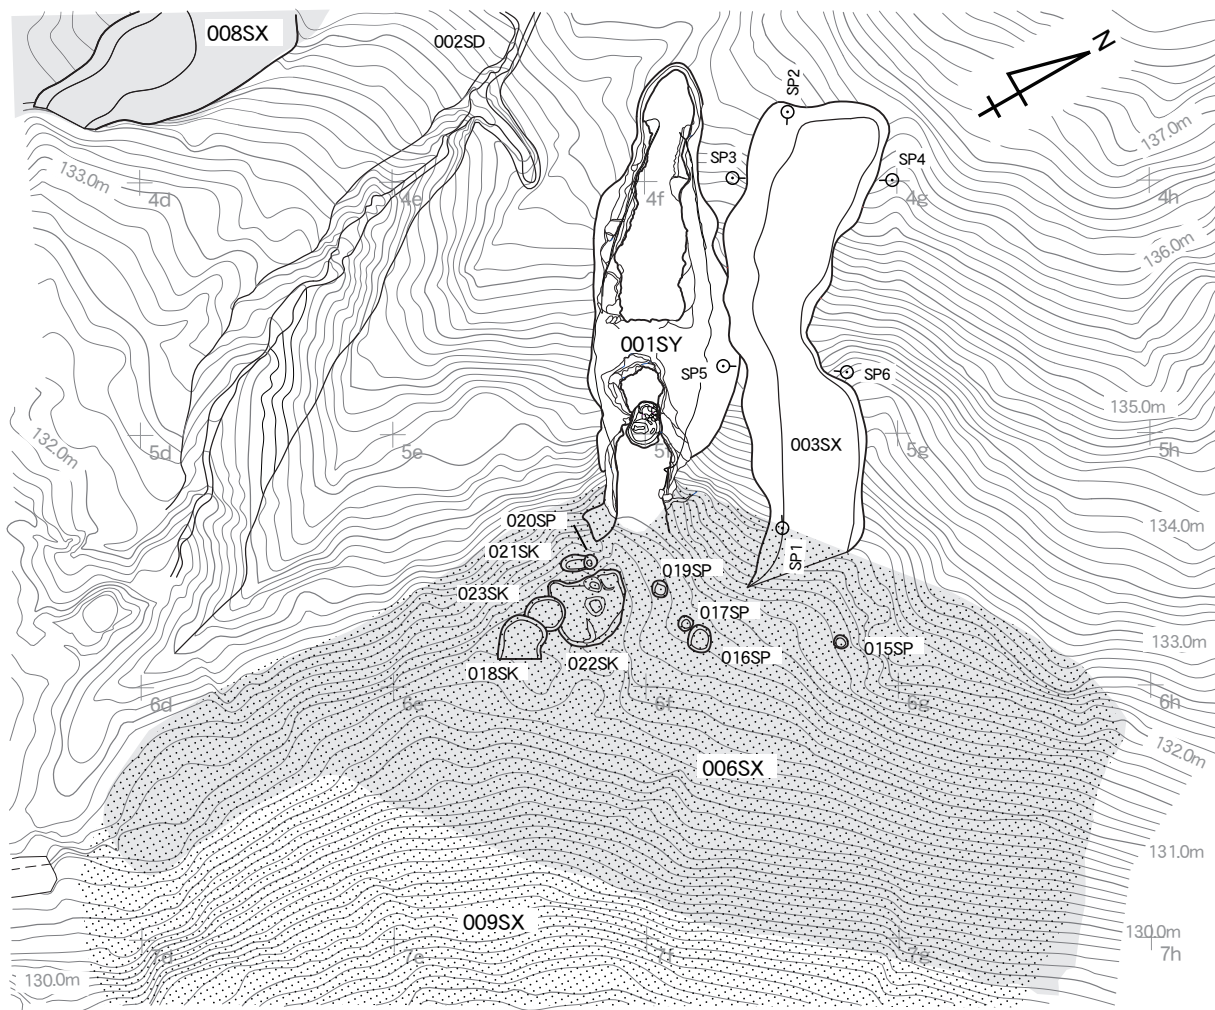 008SX
002SD
N
SP2
137.0m
SP3
SP4
133.0m
4d
4e
4f
4g
4h
136.0m
001SY
SP5
SP6
135.0m
132.0m
5d
5e
5f
003SX
5g
5h
020SP
SP1
134.0m
021SK
019SP
023SK
017SP
018SK
022SK
016SP
015SP
133.0m
6d
6e
6f
6g
6h
132.0m
006SX
131.0m
009SX
130.0m
7d
7e
7f
7g
7h
130.0m